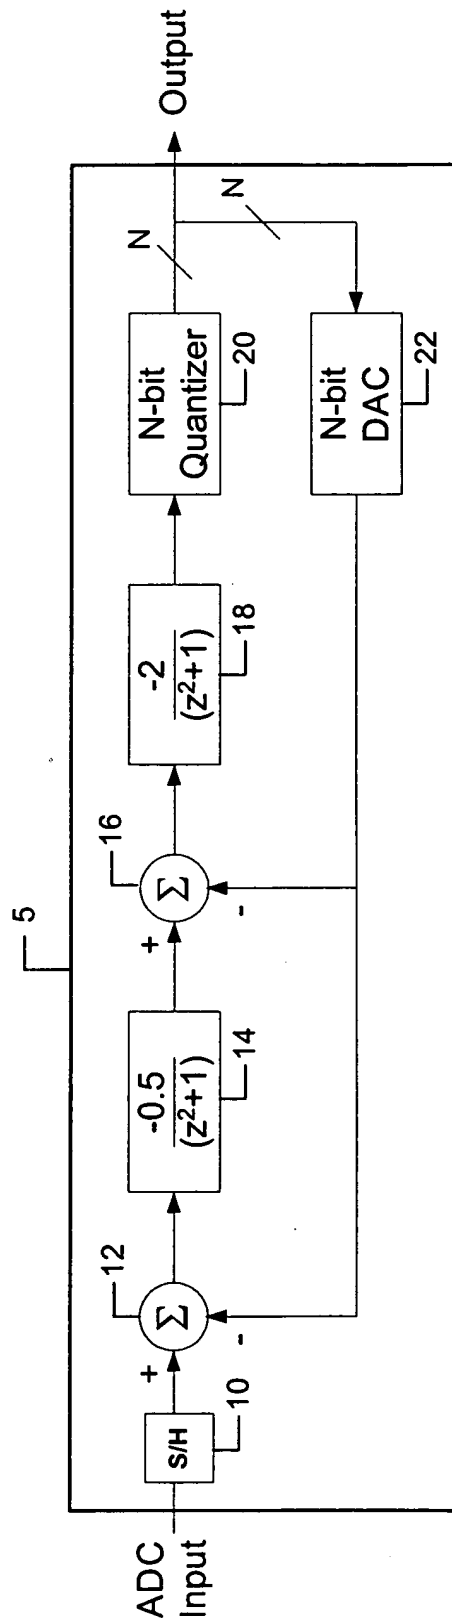 5
ADC
Input
S/H
10
+
-
Σ
12
-0.5
(z²+1)
14
+
-
Σ
16
-2
(z²+1)
18
N-bit
Quantizer
20
N
N
Output
N-bit
DAC
22